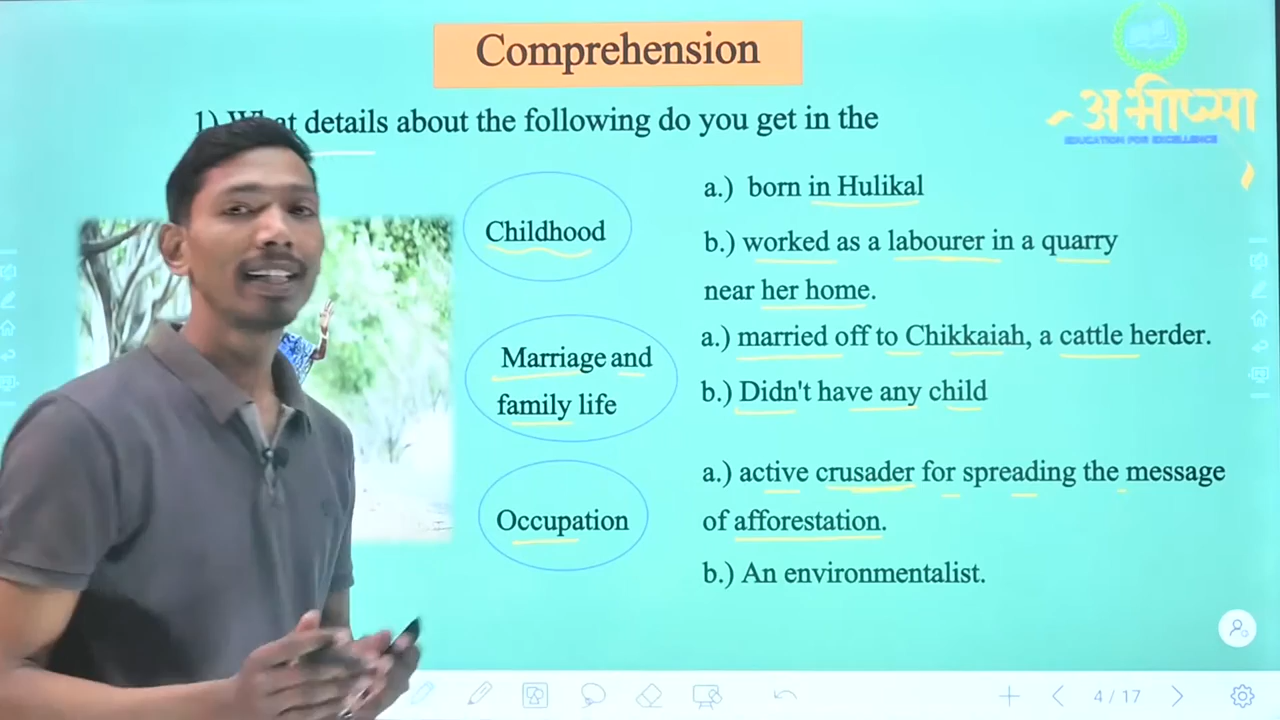 Comprehension
1) What details about the following do you get in the
अभीप्सा
EDUCATION FOR EXCELLENCE
Childhood
a.) born in Hulikal
b.) worked as a labourer in a quarry
near her home.
Marriage and
family life
a.) married off to Chikkaiah, a cattle herder.
b.) Didn't have any child
Occupation
a.) active crusader for spreading the message
of afforestation.
b.) An environmentalist.
4 / 17